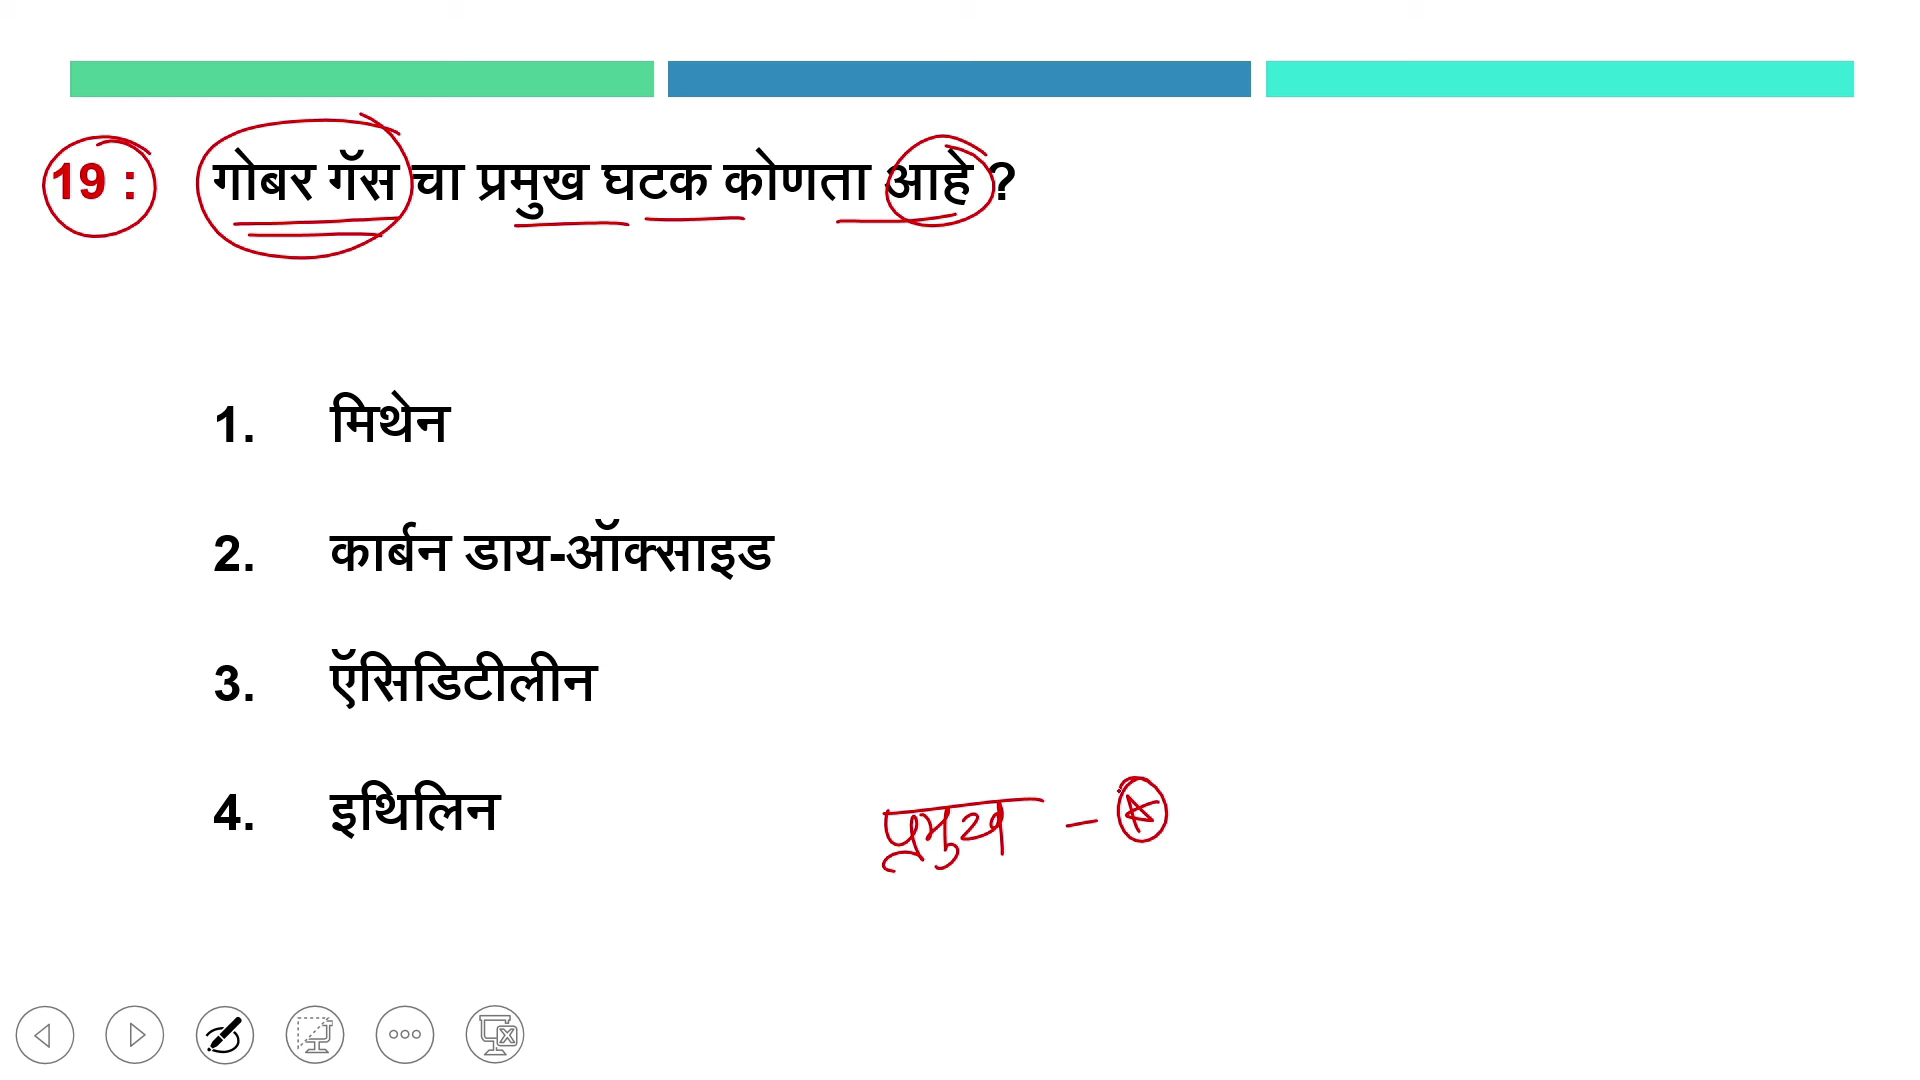 19 : गोबर गॅस चा प्रमुख घटक कोणता आहे ?
1. मिथेन
2. कार्बन डाय-ऑक्साइड
3. ऍसिडिटीलीन
4. इथिलिन
प्रमुख -